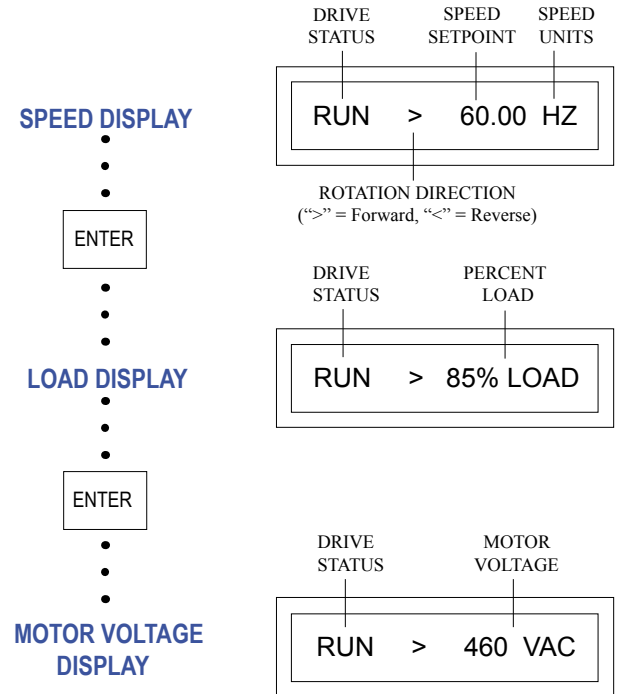 DRIVE STATUS
SPEED SETPOINT
SPEED UNITS
SPEED DISPLAY
RUN > 60.00 HZ
ROTATION DIRECTION
(“>” = Forward, “<” = Reverse)
ENTER
DRIVE STATUS
PERCENT LOAD
LOAD DISPLAY
RUN > 85% LOAD
ENTER
DRIVE STATUS
MOTOR VOLTAGE
MOTOR VOLTAGE
DISPLAY
RUN > 460 VAC